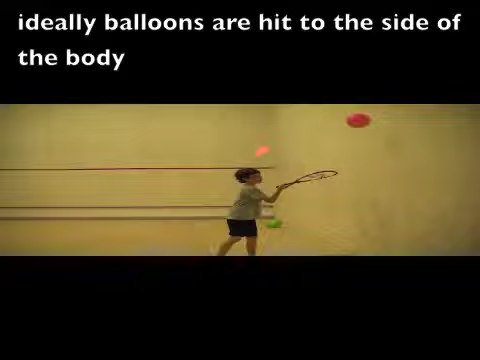 ideally balloons are hit to the side of
the body